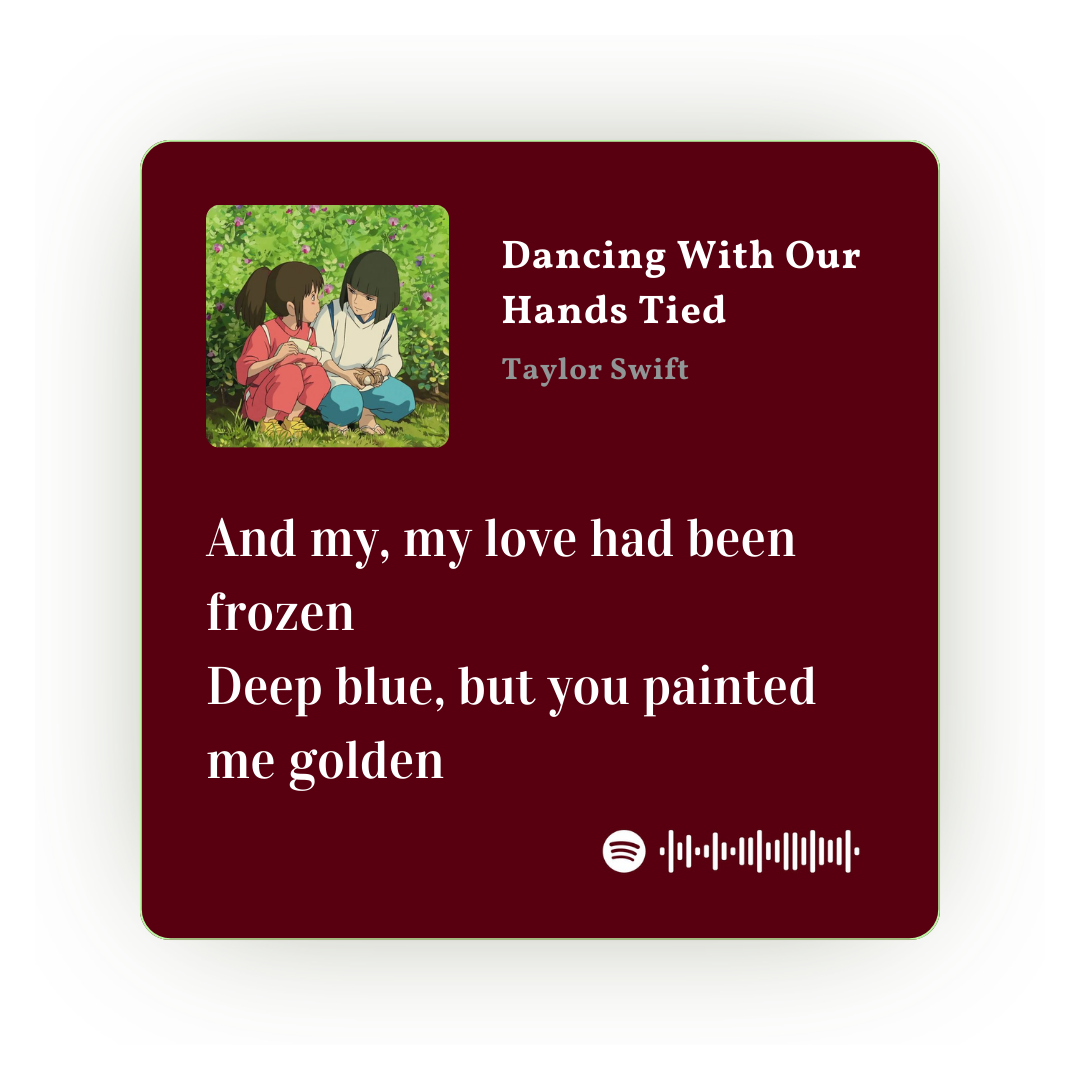 Dancing With Our
Hands Tied
Taylor Swift
And my, my love had been
frozen
Deep blue, but you painted
me golden